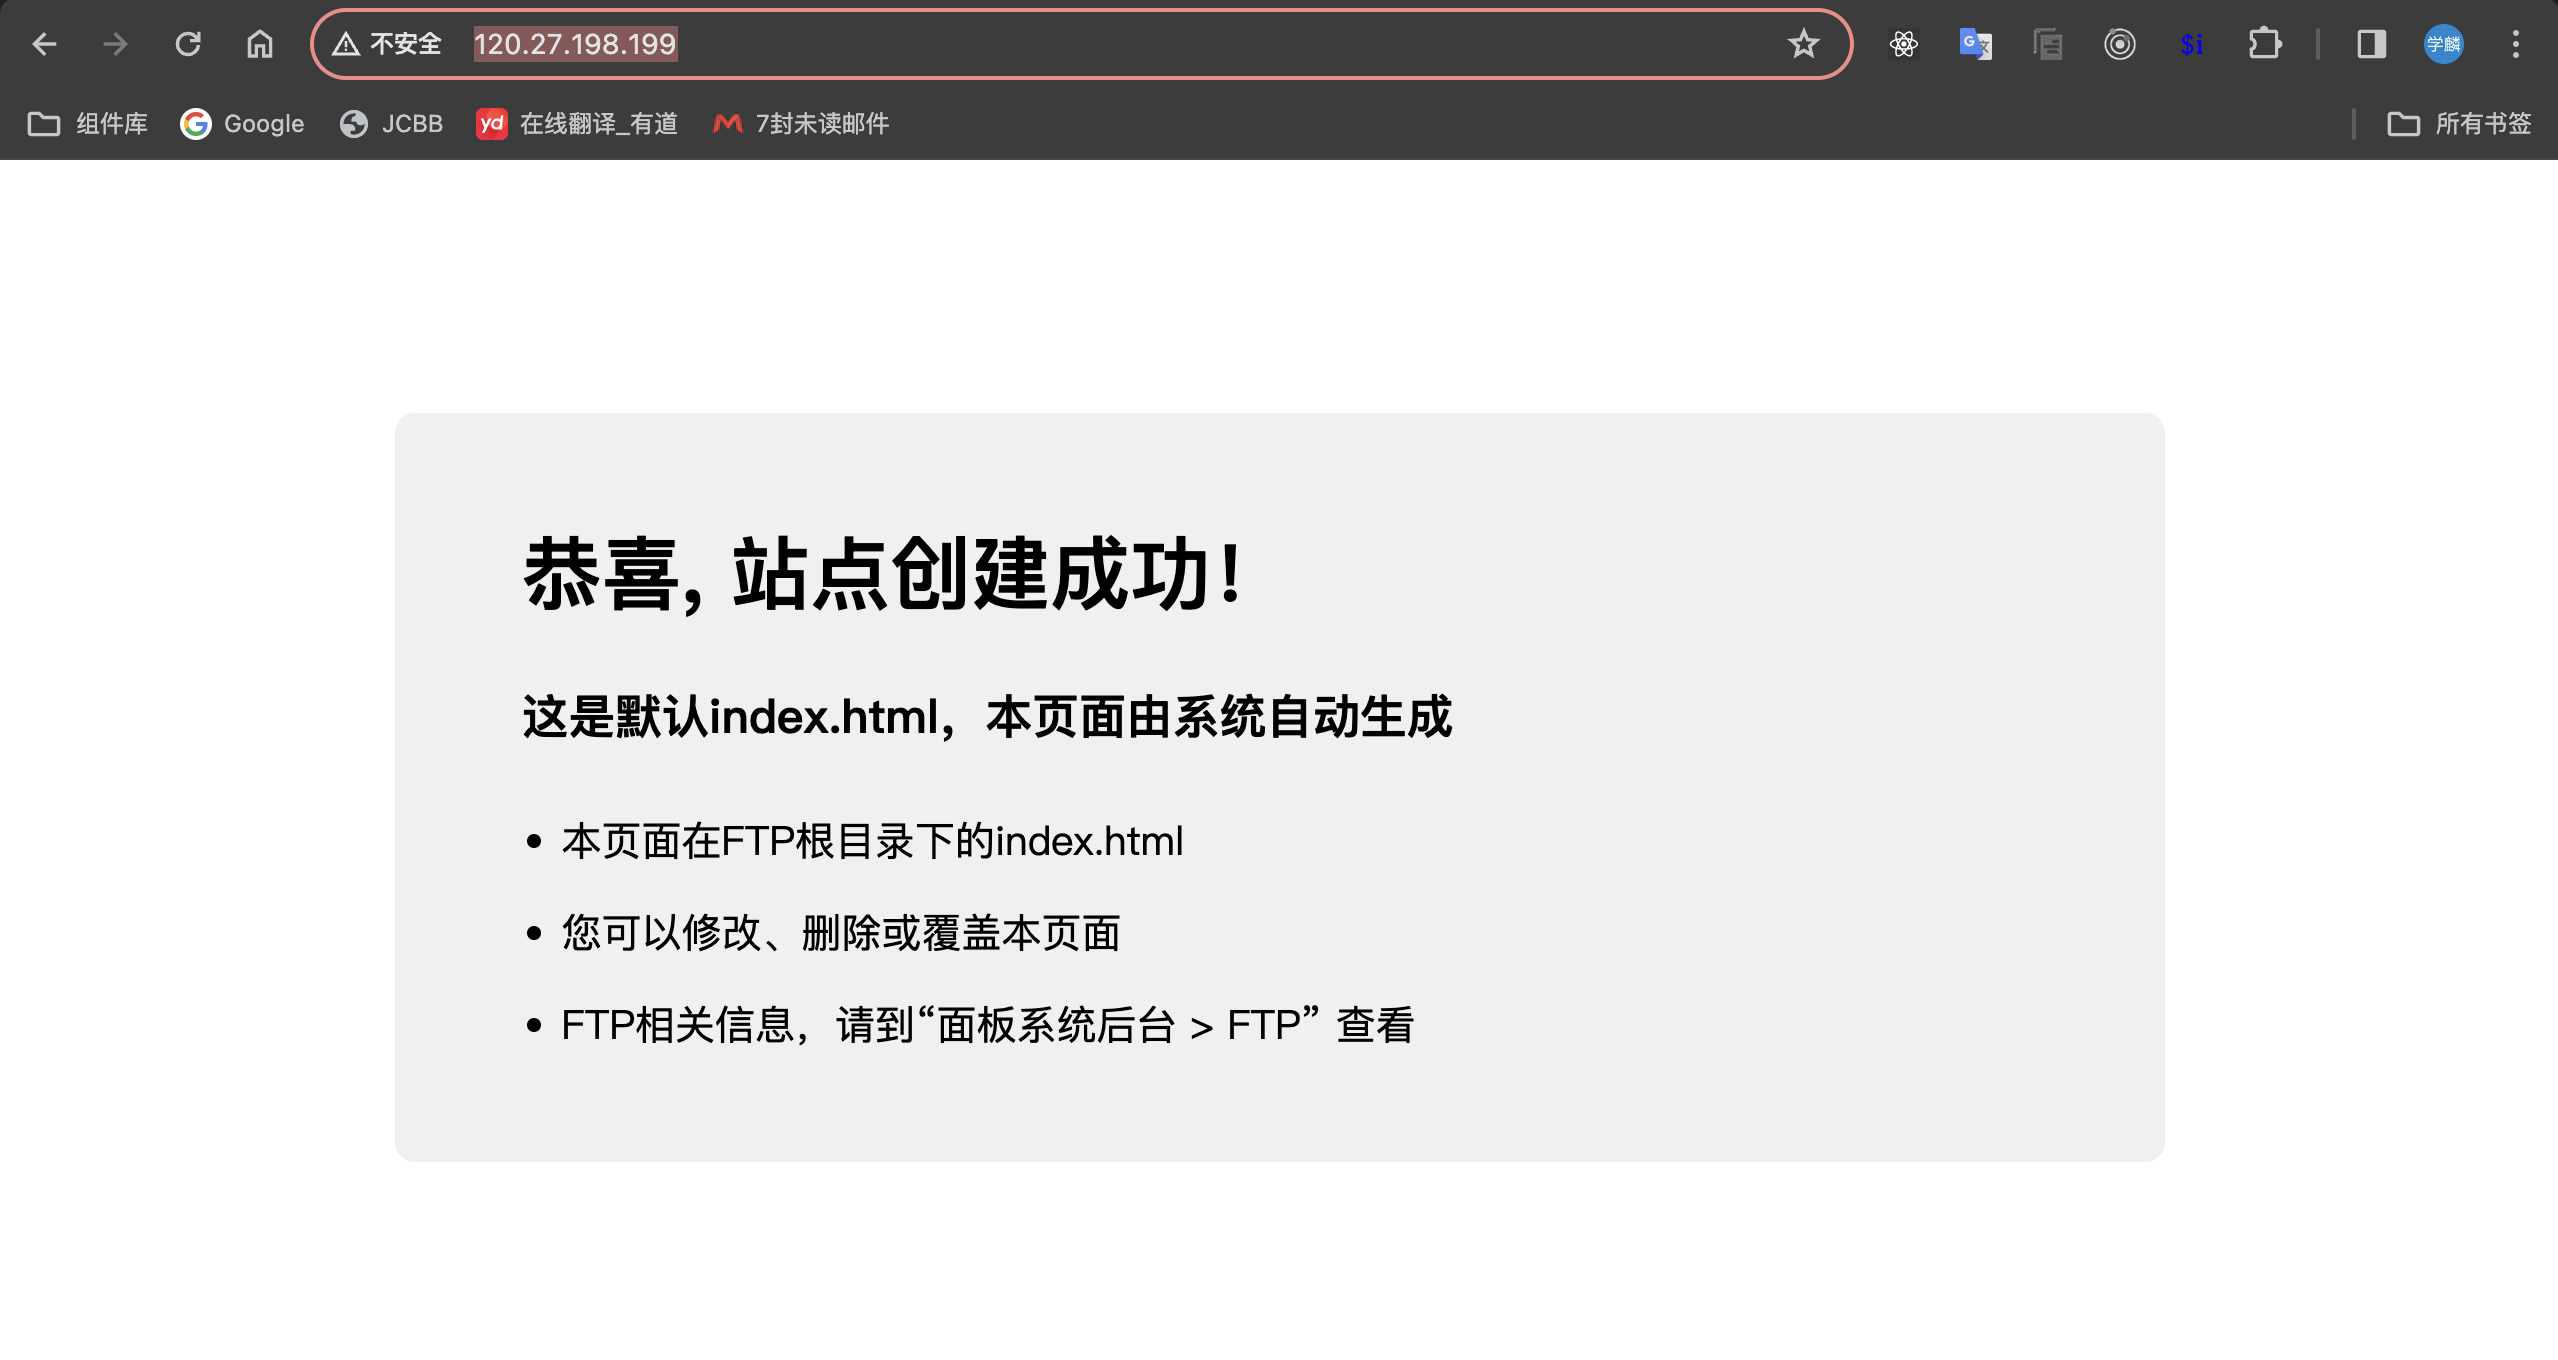 不安全 120.27.198.199 $i 学麟
组件库 Google JCBB yd 在线翻译_有道 7封未读邮件 所有书签
恭喜, 站点创建成功！
这是默认index.html，本页面由系统自动生成
本页面在FTP根目录下的index.html
您可以修改、删除或覆盖本页面
FTP相关信息，请到“面板系统后台 > FTP” 查看